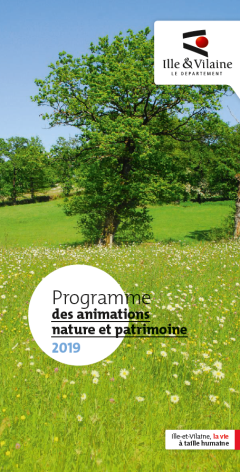 Ille & Vilaine
LE DÉPARTEMENT
Programme
des animations
nature et patrimoine
2019
Ille-et-Vilaine, la vie
à taille humaine